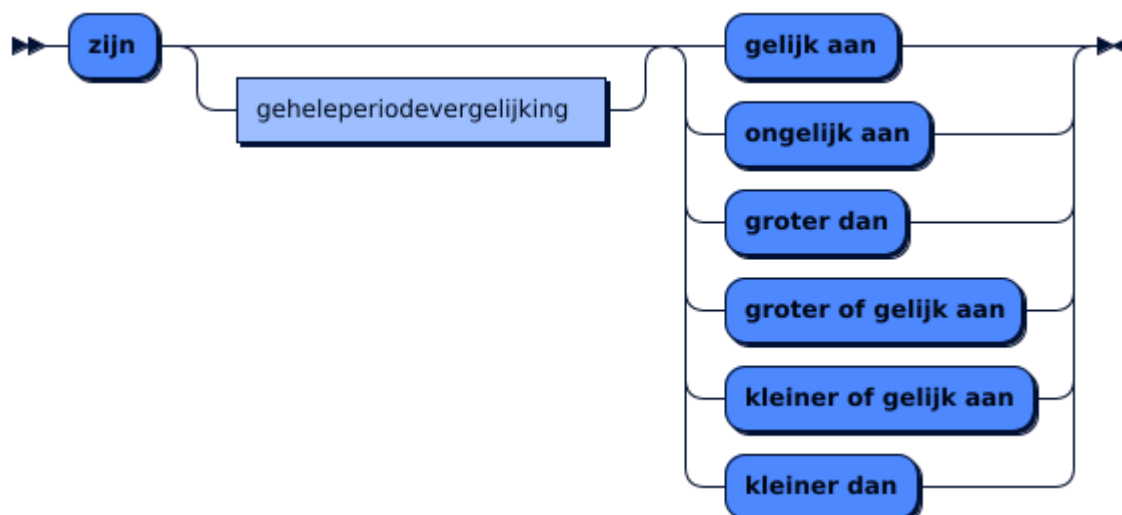 zijn
gelijk aan
geheleperiodevergelijking
ongelijk aan
groter dan
groter of gelijk aan
kleiner of gelijk aan
kleiner dan